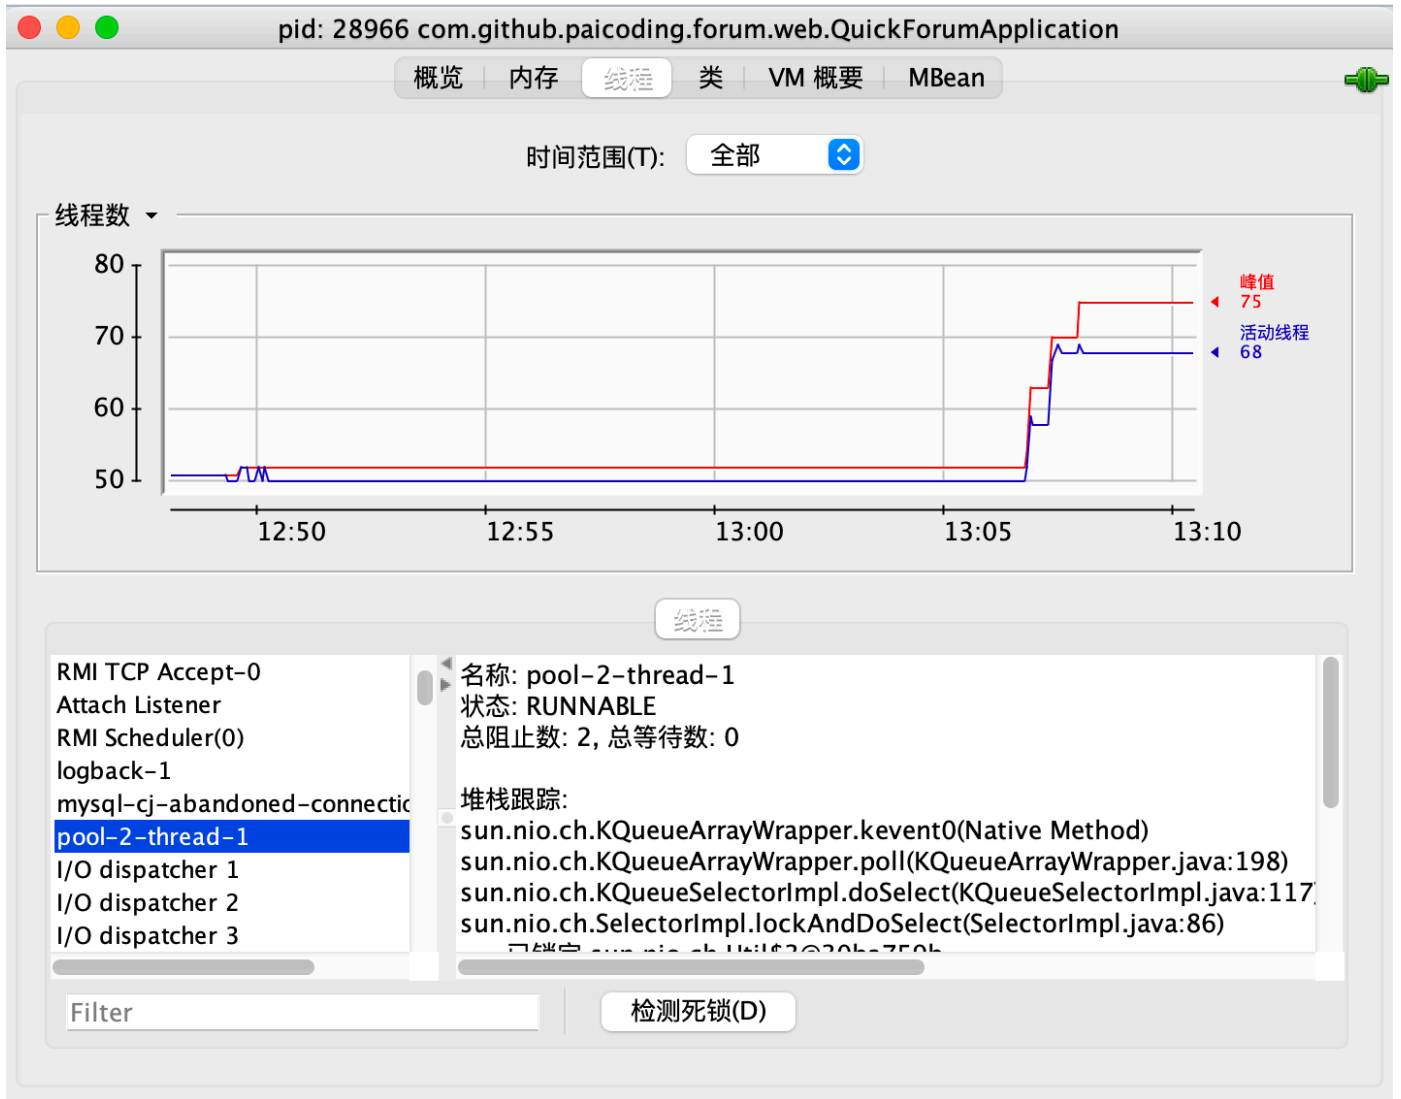 pid: 28966 com.github.paicoding.forum.web.QuickForumApplication
概览 内存 线程 类 VM 概要 MBean
时间范围(T): 全部
线程数
80
70
60
50
峰值
75
活动线程
68
12:50 12:55 13:00 13:05 13:10
线程
RMI TCP Accept-0
Attach Listener
RMI Scheduler(0)
logback-1
mysql-cj-abandoned-connectio
pool-2-thread-1
I/O dispatcher 1
I/O dispatcher 2
I/O dispatcher 3
名称: pool-2-thread-1
状态: RUNNABLE
总阻止数: 2, 总等待数: 0
堆栈跟踪:
sun.nio.ch.KQueueArrayWrapper.kevent0(Native Method)
sun.nio.ch.KQueueArrayWrapper.poll(KQueueArrayWrapper.java:198)
sun.nio.ch.KQueueSelectorImpl.doSelect(KQueueSelectorImpl.java:117)
sun.nio.ch.SelectorImpl.lockAndDoSelect(SelectorImpl.java:86)
Filter
检测死锁(D)